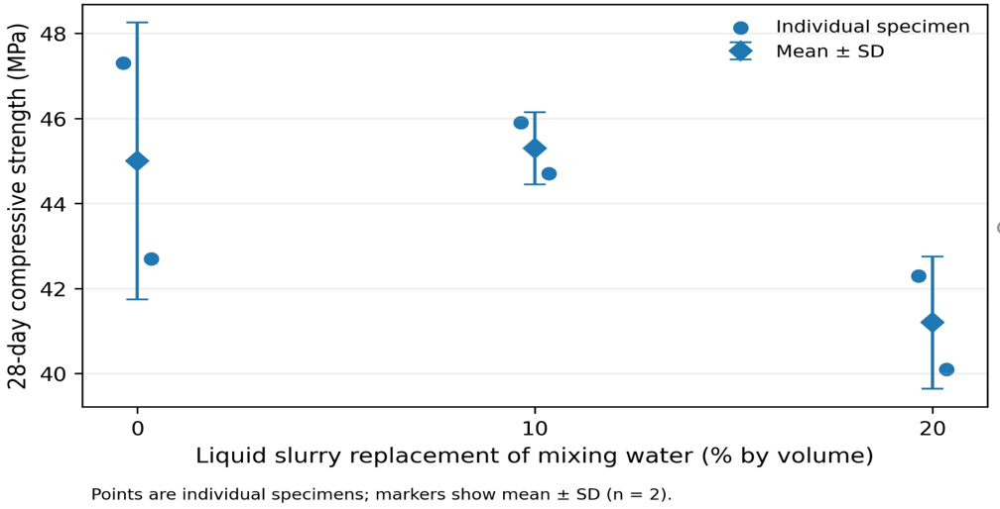 28-day compressive strength (MPa)
48
46
44
42
40
Individual specimen
Mean ± SD
0
10
20
Liquid slurry replacement of mixing water (% by volume)
Points are individual specimens; markers show mean ± SD (n = 2).